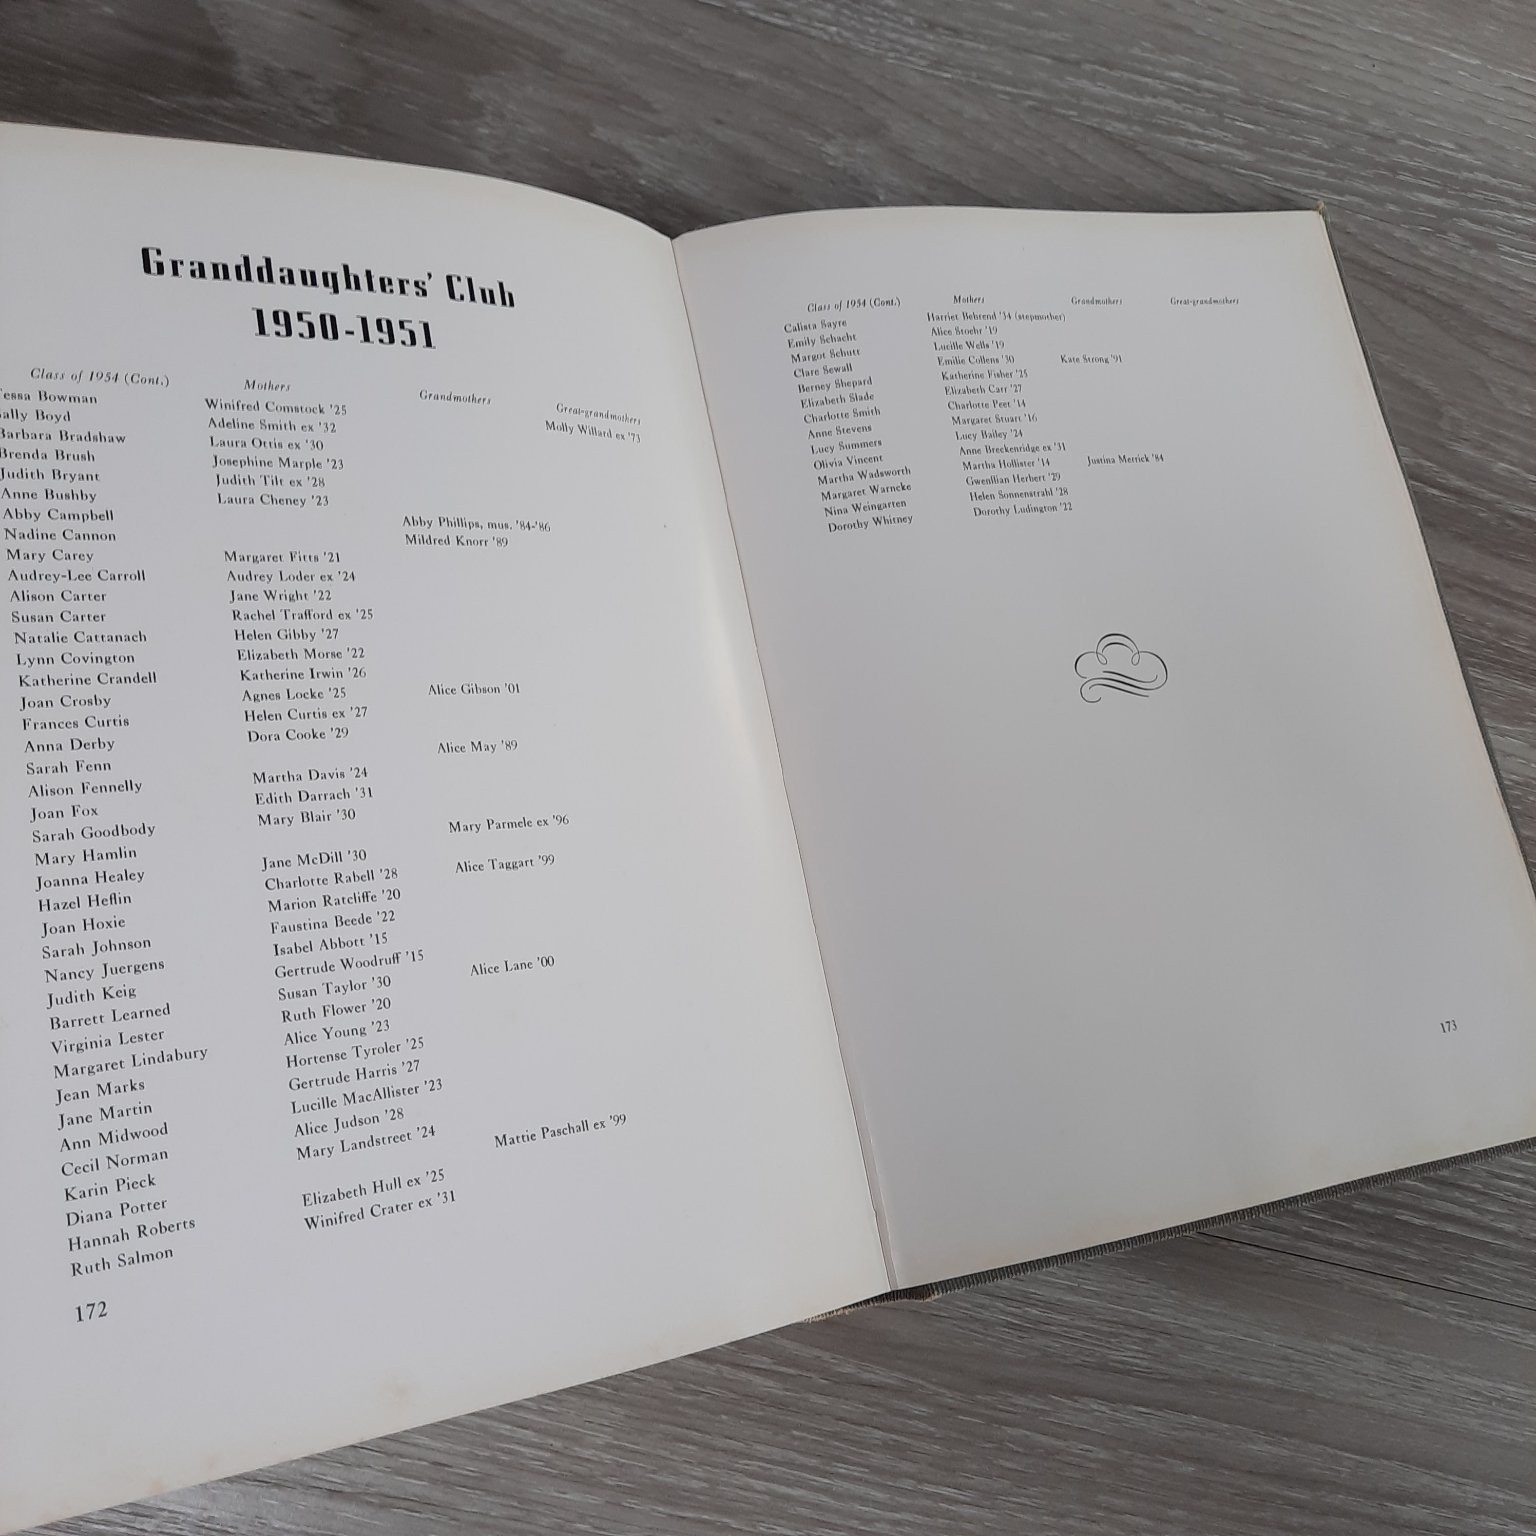 Granddaughters' Club
1950-1951
Class of 1954 (Cont.) Mothers Grandmothers Great-grandmothers
essa Bowman Winifred Comstock '25 Molly Willard ex '73
ally Boyd Adeline Smith ex '32
Barbara Bradshaw Laura Ottis ex '30
Brenda Brush Josephine Marple '23
Judith Bryant Judith Tilt ex '28
Anne Bushby Laura Cheney '23
Abby Campbell Abby Phillips, mus. '84-'86
Nadine Cannon Mildred Knorr '89
Mary Carey Margaret Fitts '21
Audrey-Lee Carroll Audrey Loder ex '24
Alison Carter Jane Wright '22
Susan Carter Rachel Trafford ex '25
Natalie Cattanach Helen Gibby '27
Lynn Covington Elizabeth Morse '22
Katherine Crandell Katherine Irwin '26
Joan Crosby Agnes Locke '25 Alice Gibson '01
Frances Curtis Helen Curtis ex '27
Anna Derby Dora Cooke '29
Sarah Fenn Alice May '89
Alison Fennelly Martha Davis '24
Joan Fox Edith Darrach '31
Sarah Goodbody Mary Blair '30
Mary Hamlin Mary Parmele ex '96
Joanna Healey Jane McDill '30
Hazel Heflin Charlotte Rabell '28 Alice Taggart '99
Joan Hoxie Marion Ratcliffe '20
Sarah Johnson Faustina Beede '22
Nancy Juergens Isabel Abbott '15
Judith Keig Gertrude Woodruff '15
Barrett Learned Susan Taylor '30 Alice Lane '00
Virginia Lester Ruth Flower '20
Margaret Lindabury Alice Young '23
Jean Marks Hortense Tyroler '25
Jane Martin Gertrude Harris '27
Ann Midwood Lucille MacAllister '23
Cecil Norman Alice Judson '28
Karin Pieck Mary Landstreet '24
Diana Potter Mattie Paschall ex '99
Hannah Roberts Elizabeth Hull ex '25
Ruth Salmon Winifred Crater ex '31
172
Class of 1954 (Cont.) Mothers Grandmothers Great-grandmothers
Calista Sayre Harriet Behrend '34 (stepmother)
Emily Schacht Alice Stoehr '19
Margot Schutt Lucille Wells '19
Clare Sewall Emilie Collens '30 Kate Strong '91
Berney Shepard Katherine Fisher '25
Elizabeth Slade Elizabeth Carr '27
Charlotte Smith Charlotte Peet '14
Anne Stevens Margaret Stuart '16
Lucy Summers Lucy Bailey '24
Olivia Vincent Anne Breckenridge ex '31
Martha Wadsworth Martha Hollister '14 Justina Merrick '84
Margaret Warncke Gwenllian Herbert '29
Nina Weingarten Helen Sonnenstrahl '28
Dorothy Whitney Dorothy Ludington '22
173